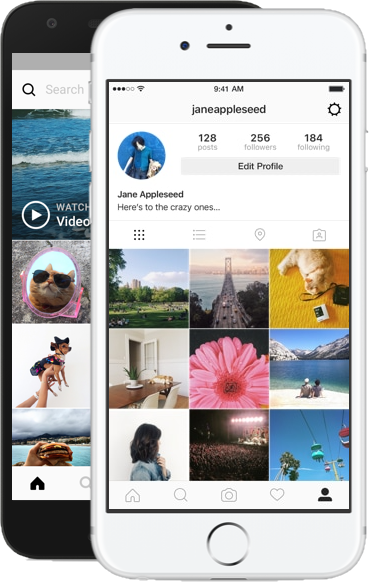 Search
WATCH
Video
9:41 AM
janeappleseed
128
posts
256
followers
184
following
Edit Profile
Jane Appleseed
Here's to the crazy ones...